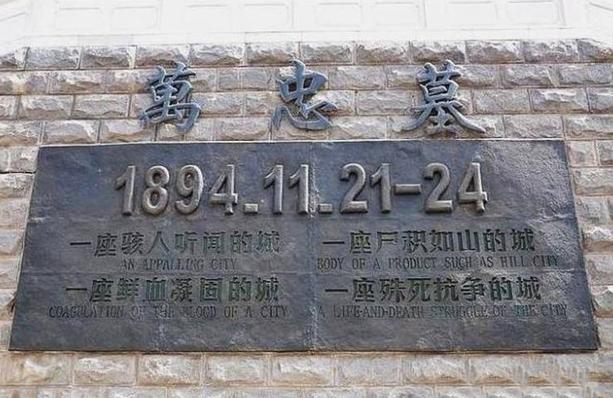 萬忠墓
1894.11.21-24
一座骇人听闻的城
AN APPALLING CITY
一座尸积如山的城
BODY OF A PRODUCT SUCH AS HILL CITY
一座鲜血凝固的城
COAGULATION OF THE BLOOD OF A CITY
一座殊死抗争的城
A LIFE-AND-DEATH STRUGGLE OF THE CITY